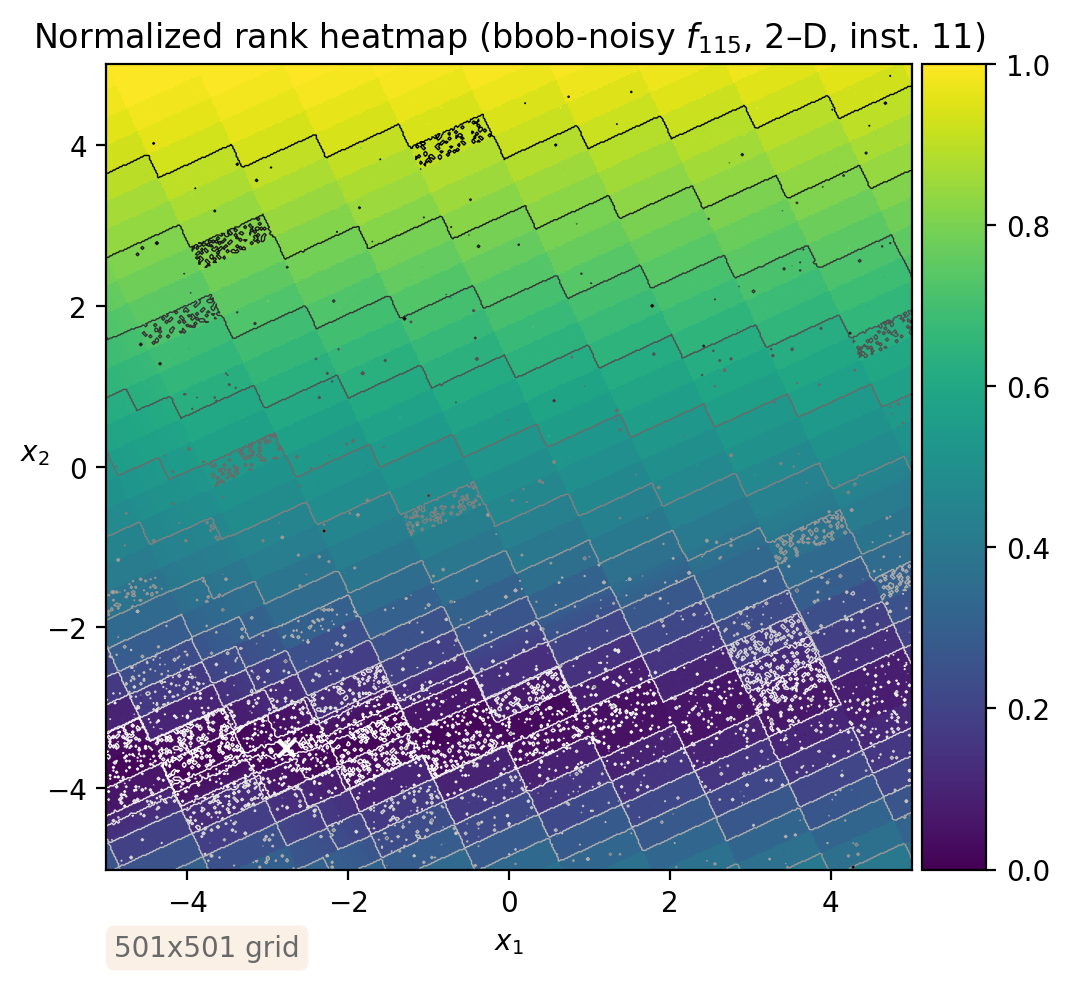 Normalized rank heatmap (bbob-noisy f₁₁₅, 2–D, inst. 11)
1.0
0.8
0.6
0.4
0.2
0.0
4
2
0
−2
−4
x₂
−4 −2 0 2 4
x₁
501x501 grid